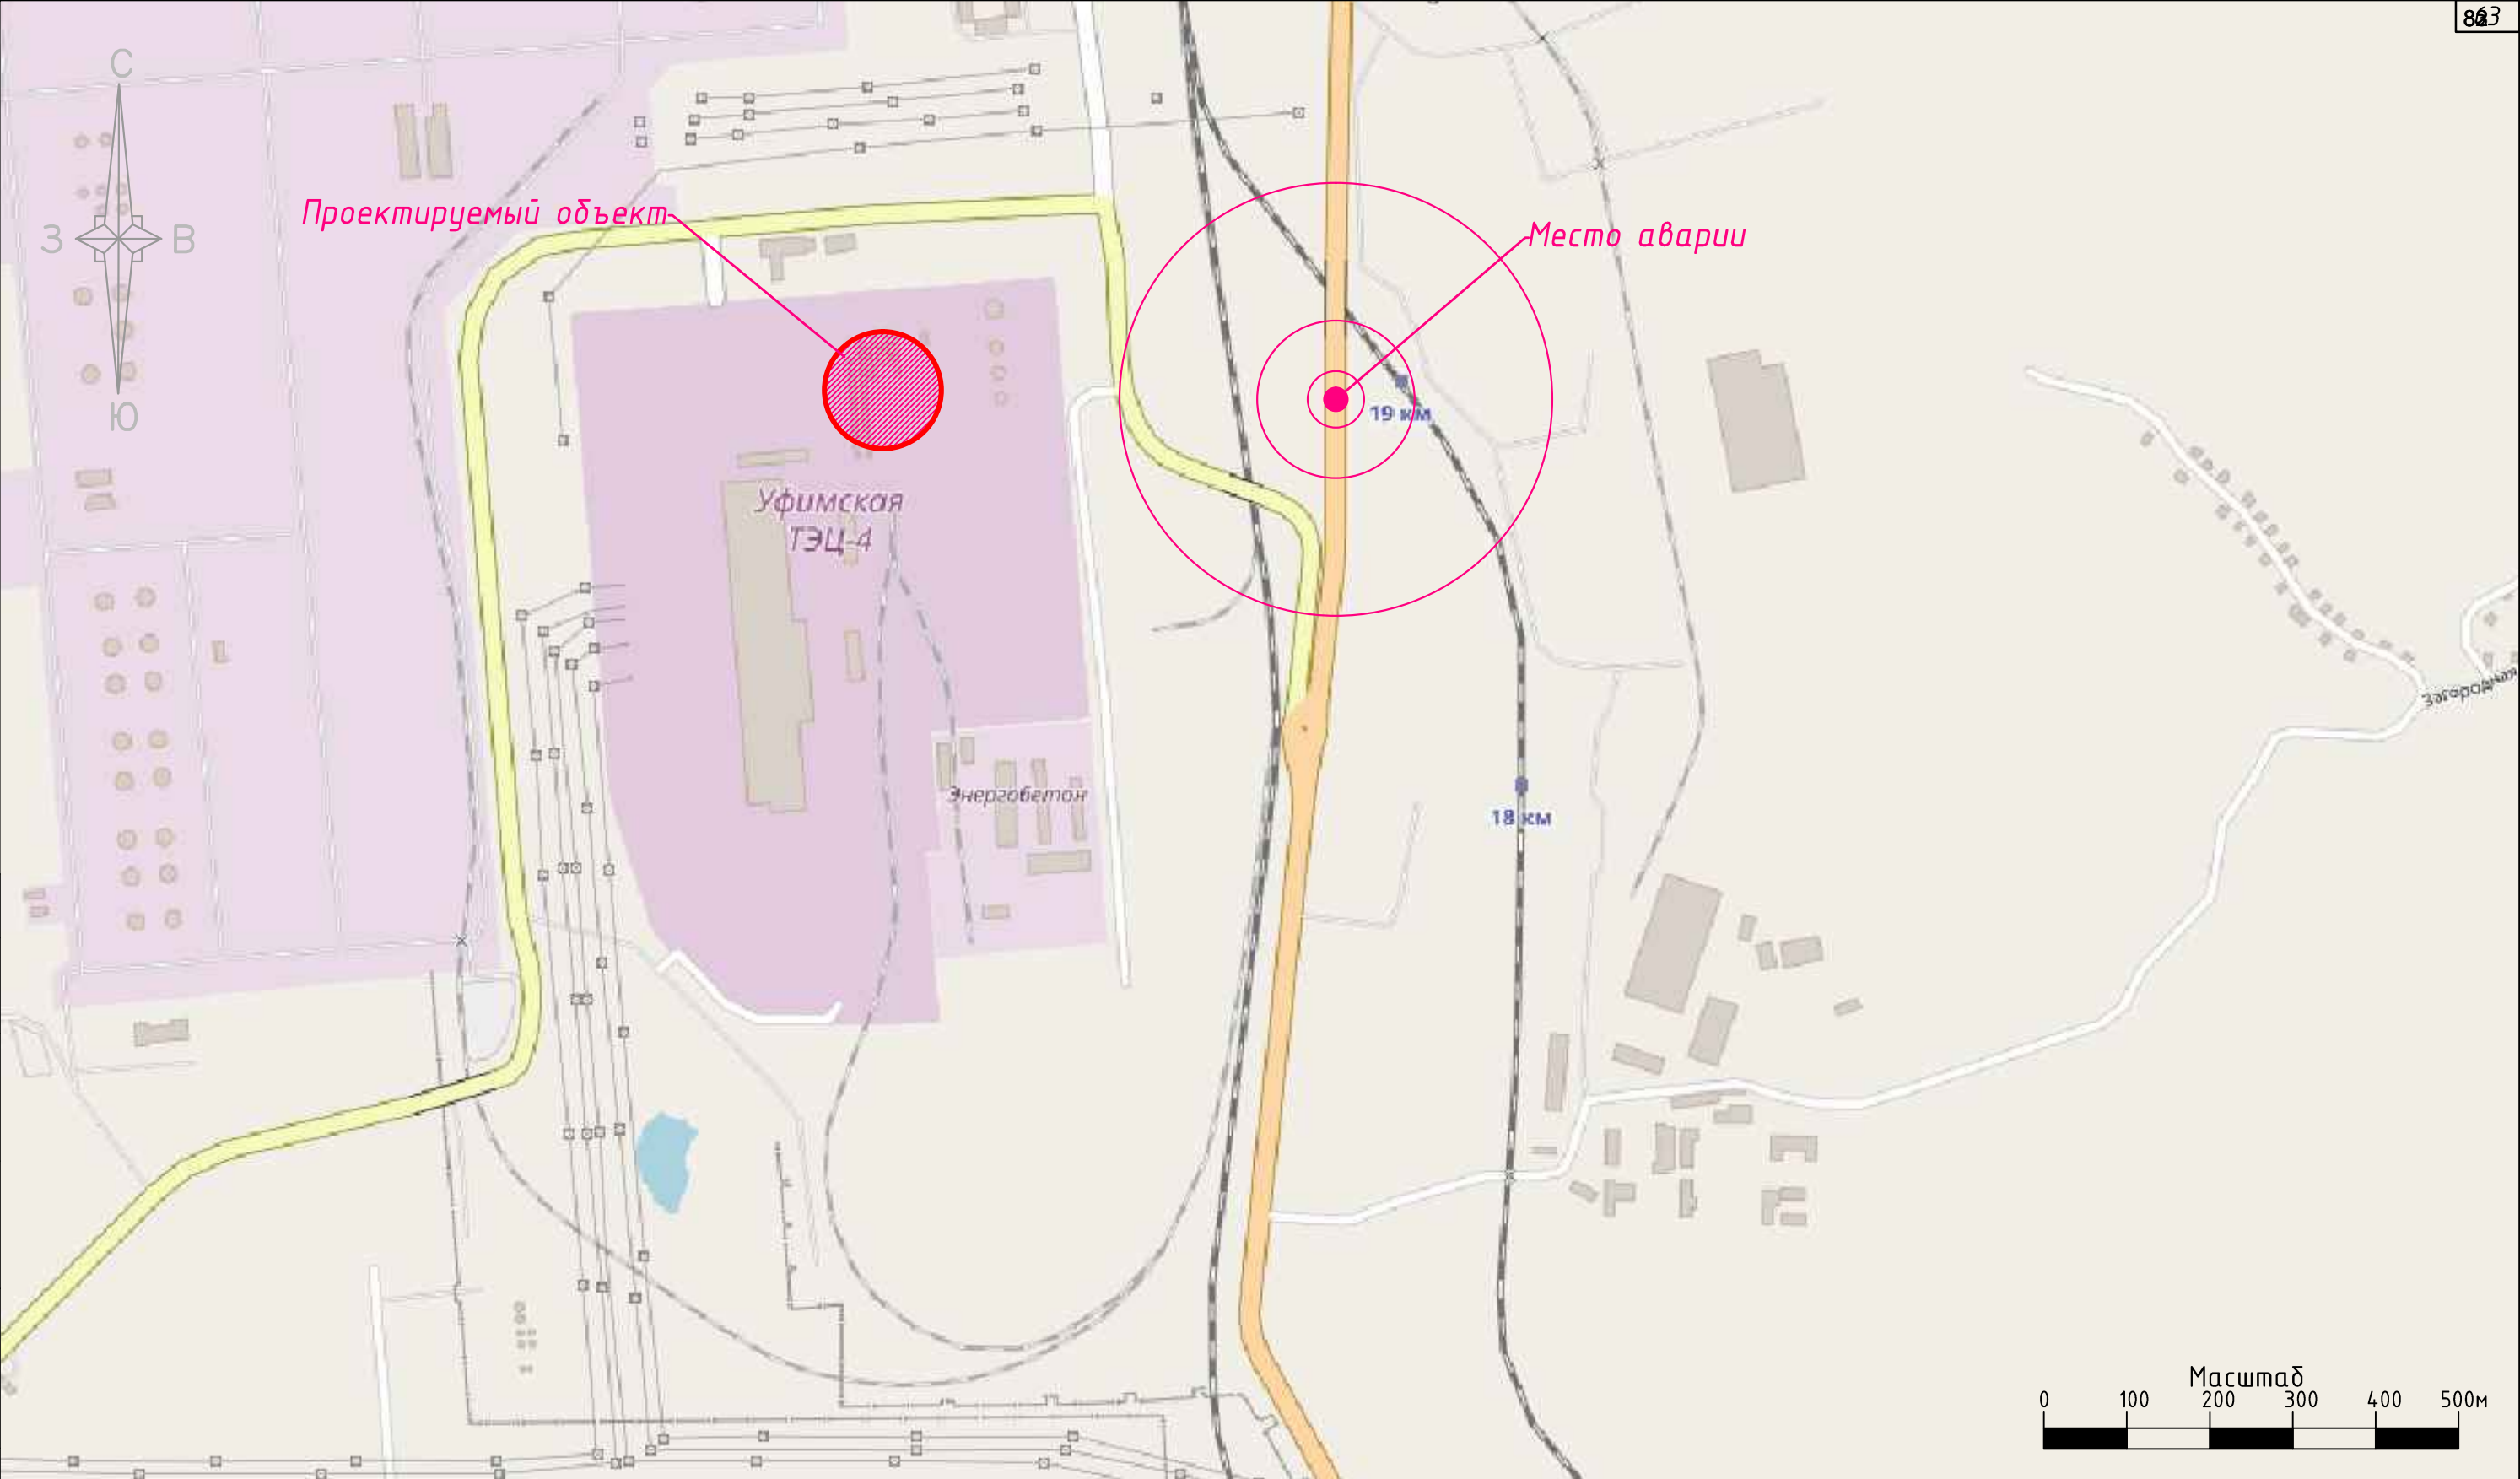 63
С
З
В
Ю
Проектируемый объект
Место аварии
19 км
Уфимская
ТЭЦ-4
Загородная
Энергобетон
18 км
Масштаб
0 100 200 300 400 500м